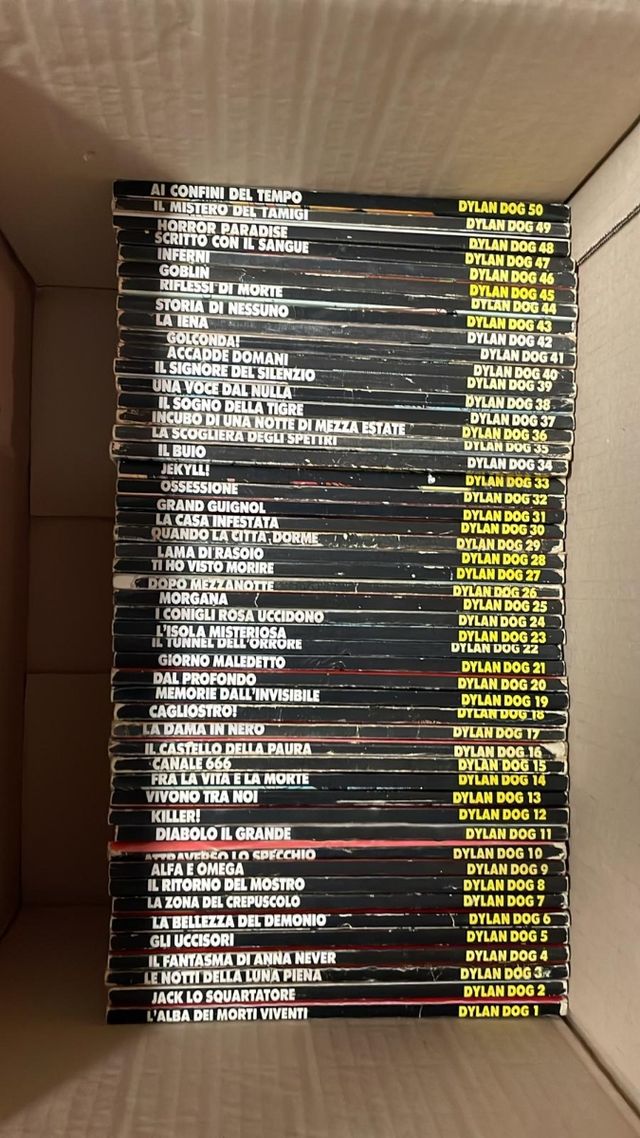 AI CONFINI DEL TEMPO DYLAN DOG 50
IL MISTERO DEL TAMIGI DYLAN DOG 49
HORROR PARADISE DYLAN DOG 48
SCRITTO CON IL SANGUE DYLAN DOG 47
INFERNI DYLAN DOG 46
GOBLIN DYLAN DOG 45
RIFLESSI DI MORTE DYLAN DOG 44
STORIA DI NESSUNO DYLAN DOG 43
LA IENA DYLAN DOG 42
GOLCONDA! DYLAN DOG 41
ACCADDE DOMANI DYLAN DOG 40
IL SIGNORE DEL SILENZIO DYLAN DOG 39
UNA VOCE DAL NULLA DYLAN DOG 38
IL SOGNO DELLA TIGRE DYLAN DOG 37
INCUBO DI UNA NOTTE DI MEZZA ESTATE DYLAN DOG 36
LA SCOGLIERA DEGLI SPETTRI DYLAN DOG 35
IL BUIO DYLAN DOG 34
JEKYLL! DYLAN DOG 33
OSSESSIONE DYLAN DOG 32
GRAND GUIGNOL DYLAN DOG 31
LA CASA INFESTATA DYLAN DOG 30
QUANDO LA CITTA' DORME DYLAN DOG 29
LAMA DI RASOIO DYLAN DOG 28
TI HO VISTO MORIRE DYLAN DOG 27
DOPO MEZZANOTTE DYLAN DOG 26
MORGANA DYLAN DOG 25
I CONIGLI ROSA UCCIDONO DYLAN DOG 24
L'ISOLA MISTERIOSA DYLAN DOG 23
IL TUNNEL DELL'ORRORE DYLAN DOG 22
GIORNO MALEDETTO DYLAN DOG 21
DAL PROFONDO DYLAN DOG 20
MEMORIE DALL'INVISIBILE DYLAN DOG 19
CAGLIOSTRO! DYLAN DOG 18
LA DAMA IN NERO DYLAN DOG 17
IL CASTELLO DELLA PAURA DYLAN DOG 16
CANALE 666 DYLAN DOG 15
FRA LA VITA E LA MORTE DYLAN DOG 14
VIVONO TRA NOI DYLAN DOG 13
KILLER! DYLAN DOG 12
DIABOLO IL GRANDE DYLAN DOG 11
ATTRAVERSO LO SPECCHIO DYLAN DOG 10
ALFA E OMEGA DYLAN DOG 9
IL RITORNO DEL MOSTRO DYLAN DOG 8
LA ZONA DEL CREPUSCOLO DYLAN DOG 7
LA BELLEZZA DEL DEMONIO DYLAN DOG 6
GLI UCCISORI DYLAN DOG 5
IL FANTASMA DI ANNA NEVER DYLAN DOG 4
LE NOTTI DELLA LUNA PIENA DYLAN DOG 3
JACK LO SQUARTATORE DYLAN DOG 2
L'ALBA DEI MORTI VIVENTI DYLAN DOG 1